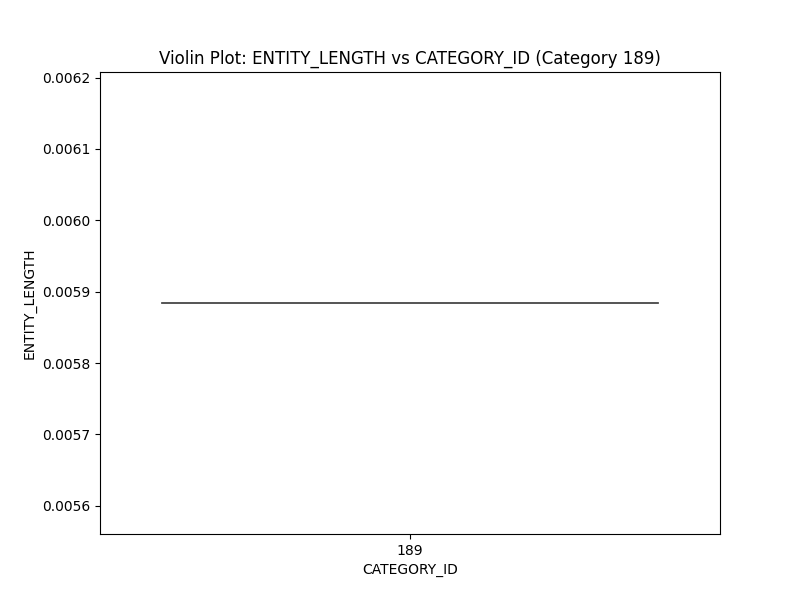 Violin Plot: ENTITY_LENGTH vs CATEGORY_ID (Category 189)
0.0062
0.0061
0.0060
0.0059
0.0058
0.0057
0.0056
ENTITY_LENGTH
189
CATEGORY_ID